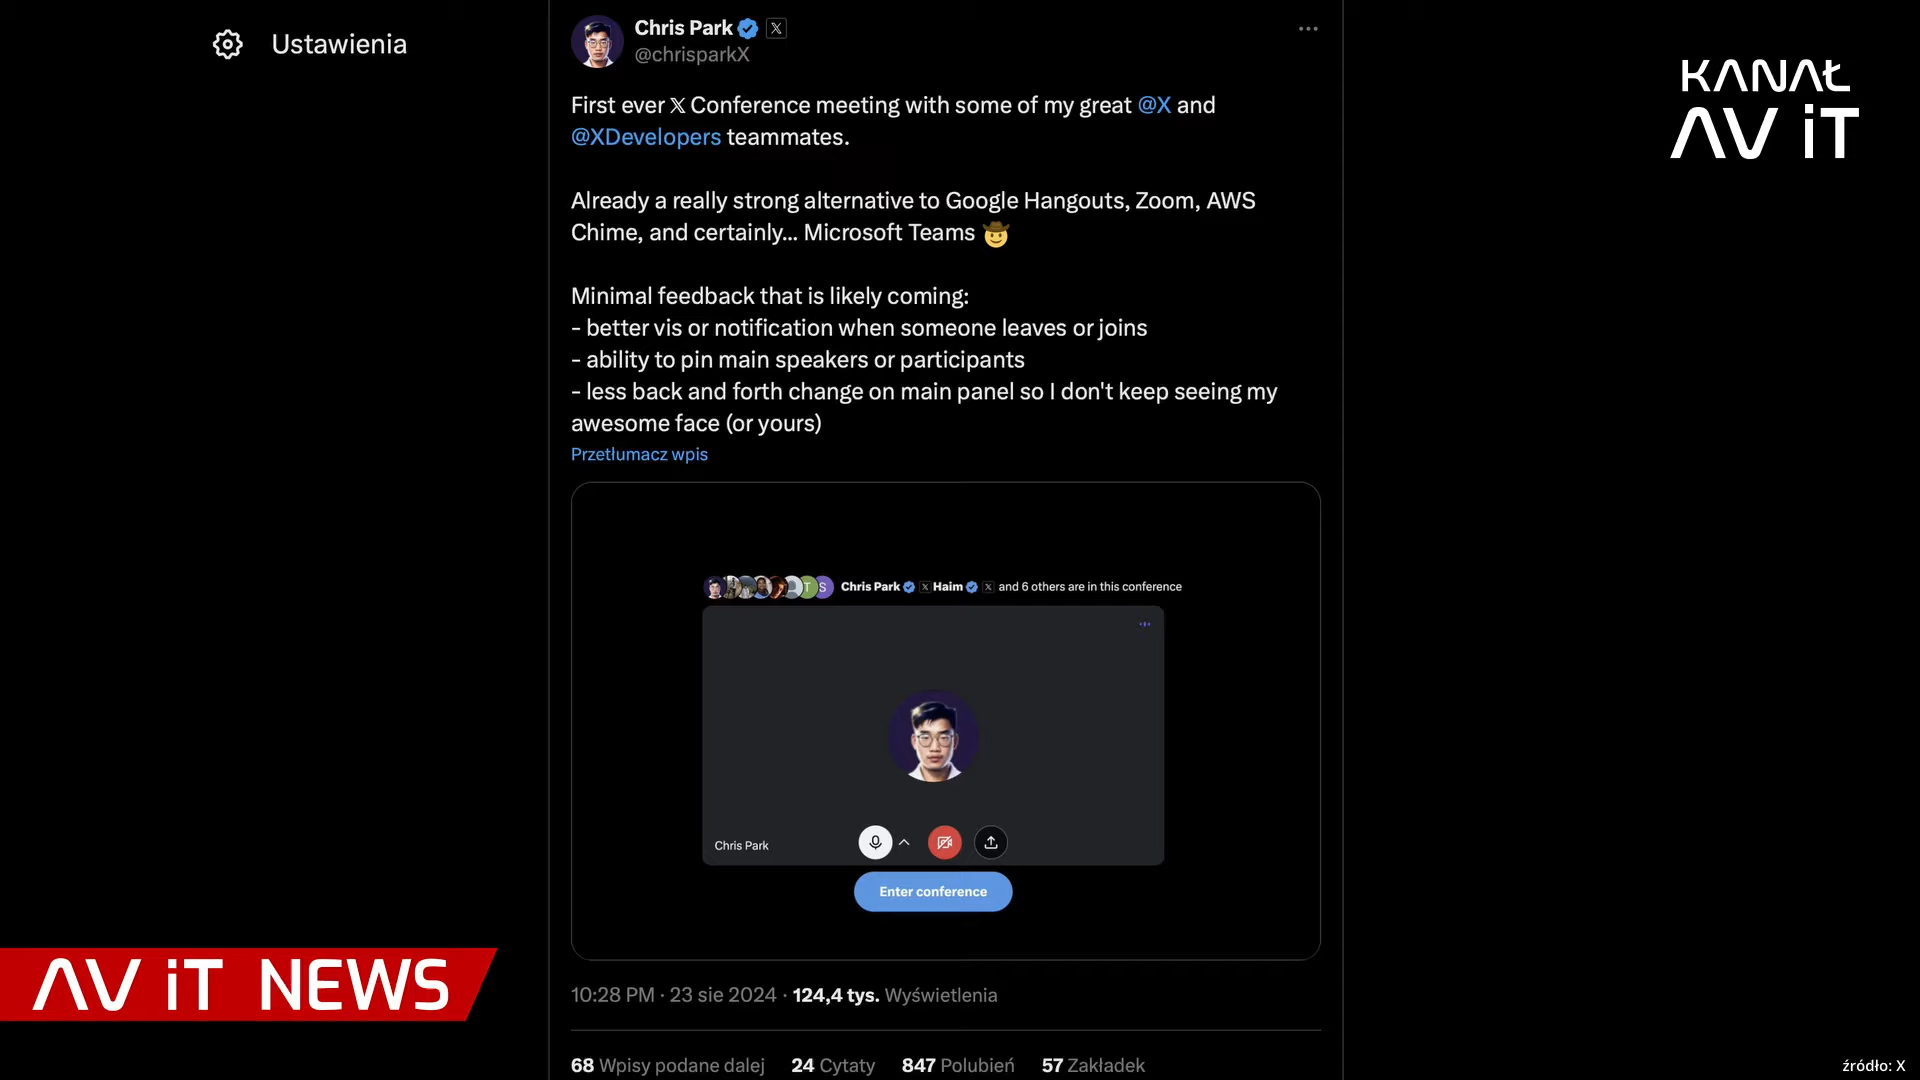 Ustawienia
Chris Park
@chrisparkX
First ever 𝕏 Conference meeting with some of my great @X and
@XDevelopers teammates.
Already a really strong alternative to Google Hangouts, Zoom, AWS
Chime, and certainly... Microsoft Teams 🤠
Minimal feedback that is likely coming:
- better vis or notification when someone leaves or joins
- ability to pin main speakers or participants
- less back and forth change on main panel so I don't keep seeing my
awesome face (or yours)
Przetłumacz wpis
T S Chris Park 𝕏 Haim 𝕏 and 6 others are in this conference
Chris Park
Enter conference
10:28 PM · 23 sie 2024 · 124,4 tys. Wyświetlenia
68 Wpisy podane dalej 24 Cytaty 847 Polubień 57 Zakładek
KANAŁ
AV iT
AV iT NEWS
źródło: X